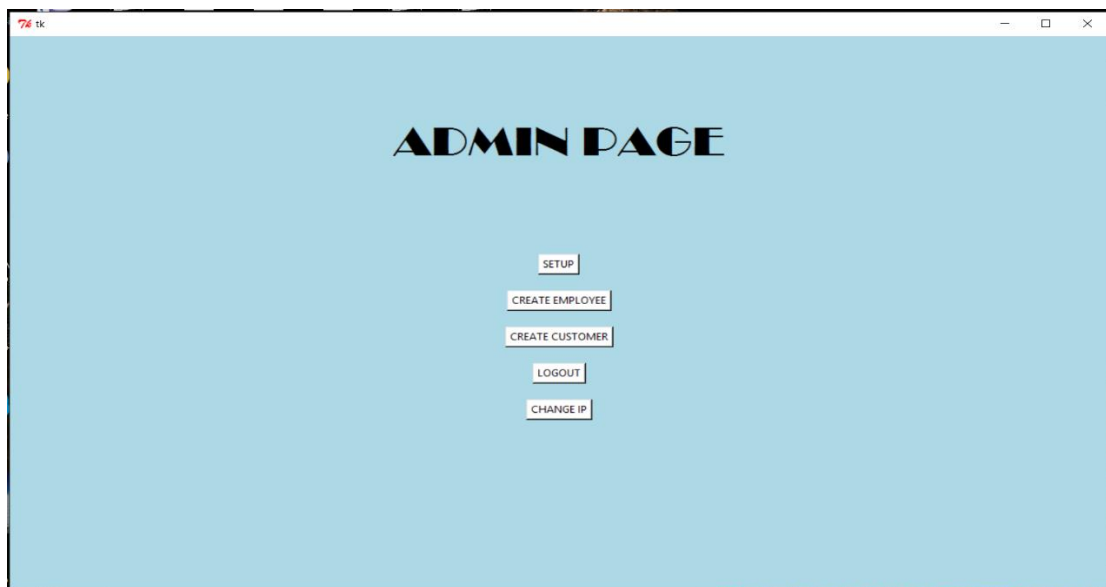 tk
ADMIN PAGE
SETUP
CREATE EMPLOYEE
CREATE CUSTOMER
LOGOUT
CHANGE IP